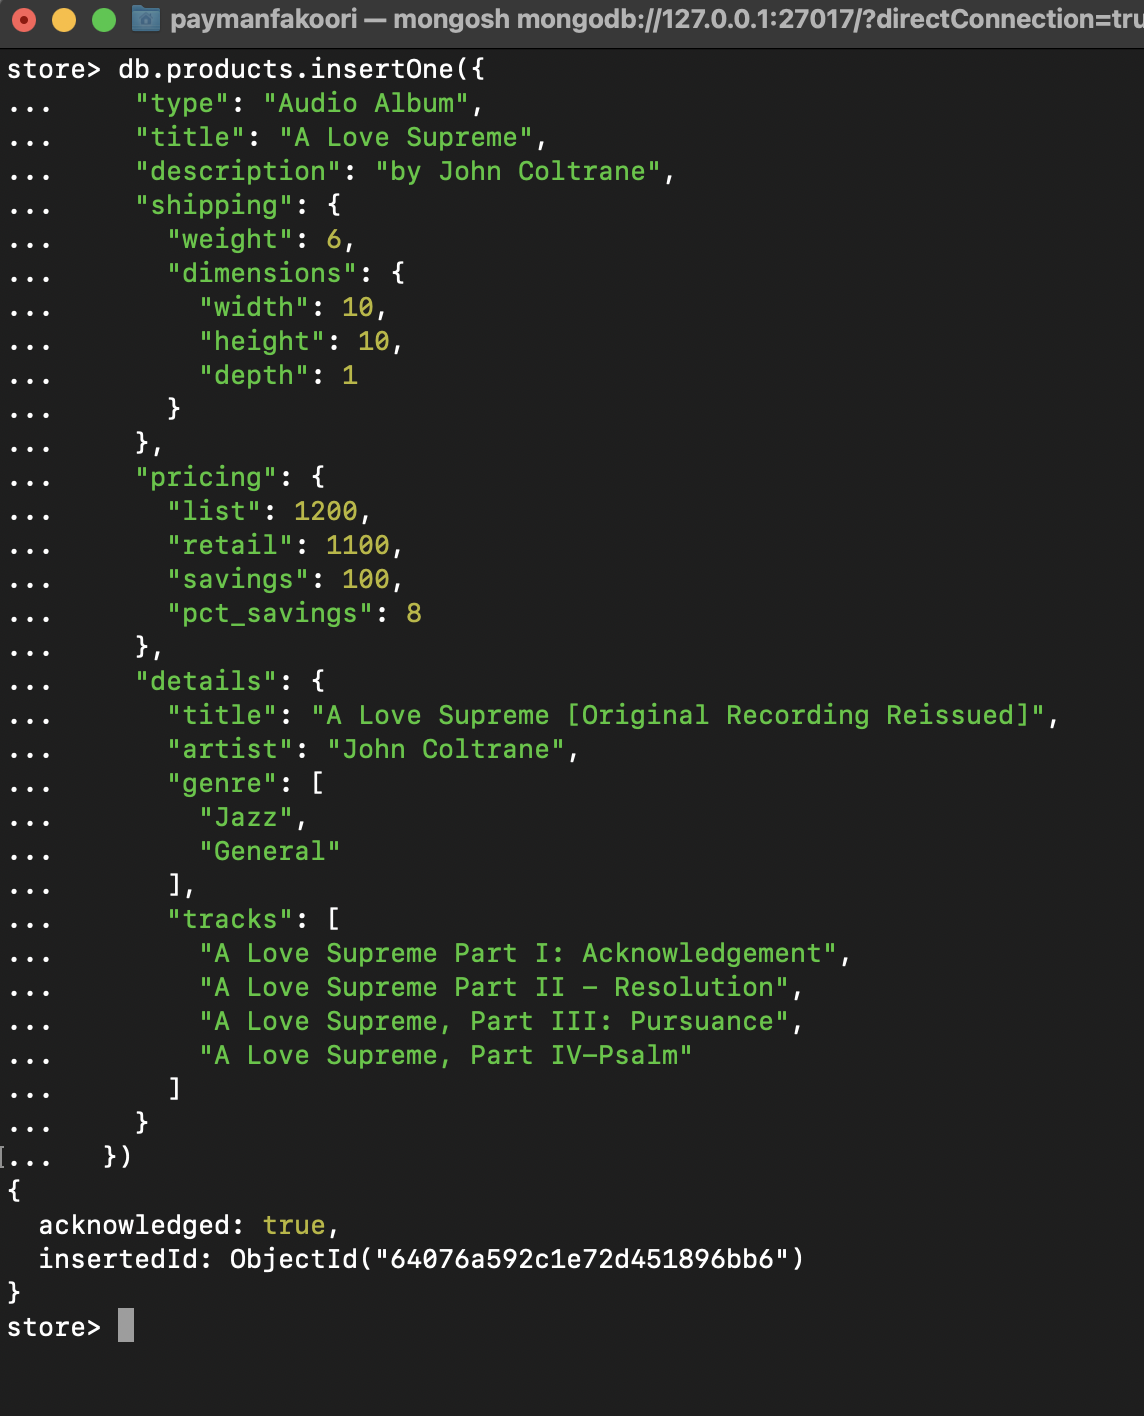 paymanfakoori — mongosh mongodb://127.0.0.1:27017/?directConnection=tru
store> db.products.insertOne({
...     "type": "Audio Album",
...     "title": "A Love Supreme",
...     "description": "by John Coltrane",
...     "shipping": {
...       "weight": 6,
...       "dimensions": {
...         "width": 10,
...         "height": 10,
...         "depth": 1
...       }
...     },
...     "pricing": {
...       "list": 1200,
...       "retail": 1100,
...       "savings": 100,
...       "pct_savings": 8
...     },
...     "details": {
...       "title": "A Love Supreme [Original Recording Reissued]",
...       "artist": "John Coltrane",
...       "genre": [
...         "Jazz",
...         "General"
...       ],
...       "tracks": [
...         "A Love Supreme Part I: Acknowledgement",
...         "A Love Supreme Part II - Resolution",
...         "A Love Supreme, Part III: Pursuance",
...         "A Love Supreme, Part IV-Psalm"
...       ]
...     }
...   })
{
  acknowledged: true,
  insertedId: ObjectId("64076a592c1e72d451896bb6")
}
store>